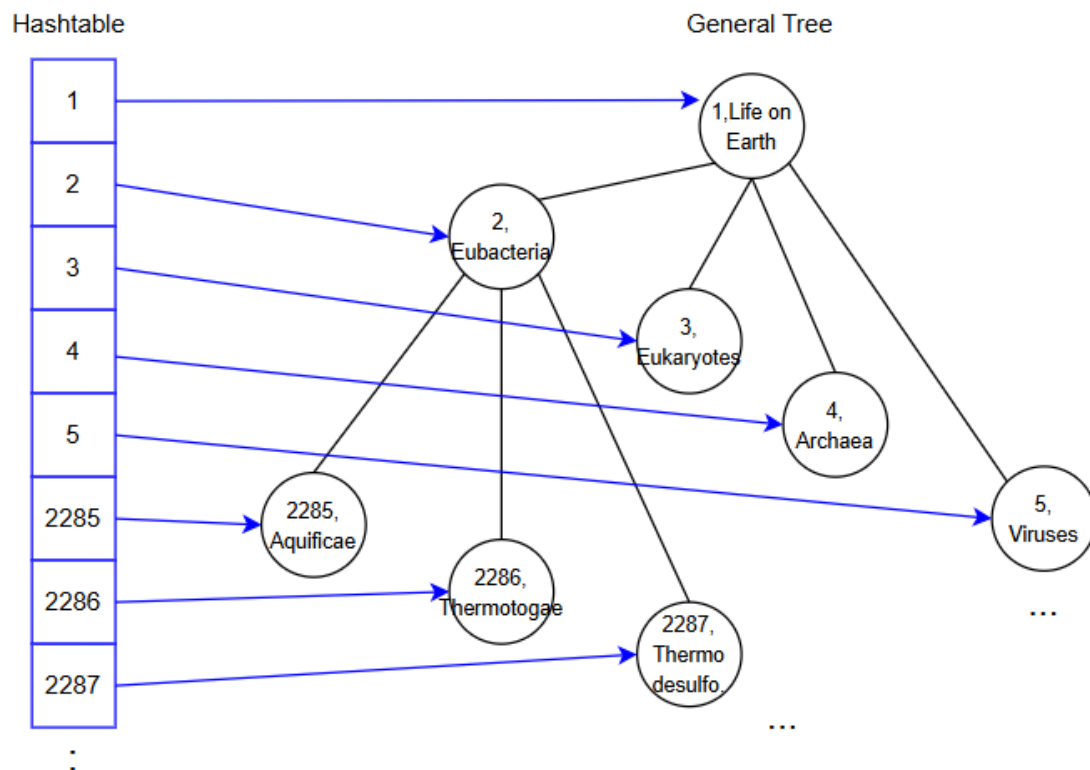 Hashtable
General Tree
1
2
3
4
5
2285
2286
2287
:
1,Life on
Earth
2,
Eubacteria
3,
Eukaryotes
4,
Archaea
5,
Viruses
...
2285,
Aquificae
2286,
Thermotogae
2287,
Thermo
desulfo.
...